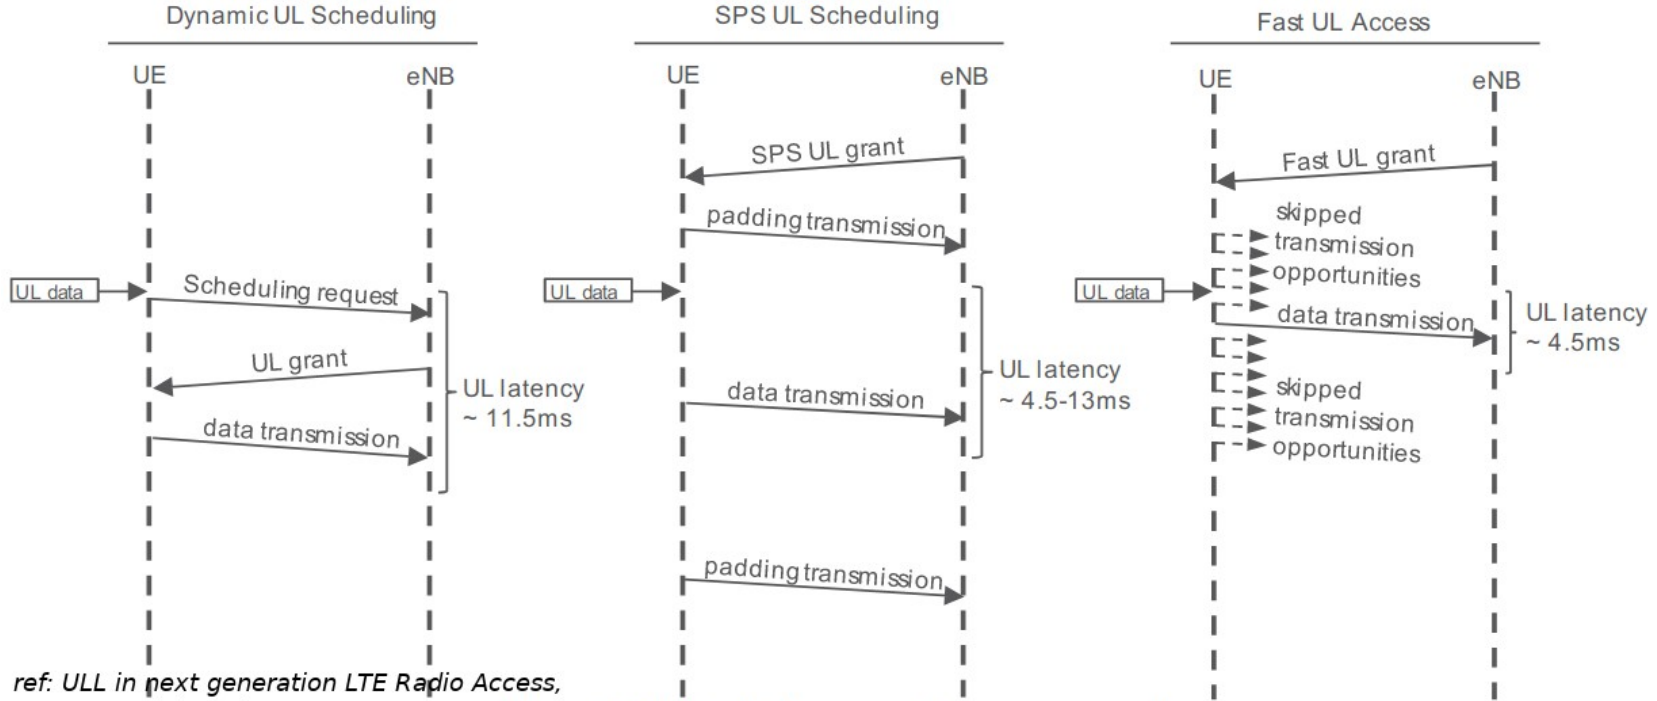 Dynamic UL Scheduling
UE
eNB
UL data
Scheduling request
UL grant
data transmission
UL latency
~ 11.5ms
SPS UL Scheduling
UE
eNB
SPS UL grant
padding transmission
UL data
data transmission
UL latency
~ 4.5-13ms
padding transmission
Fast UL Access
UE
eNB
Fast UL grant
skipped
transmission
opportunities
UL data
data transmission
UL latency
~ 4.5ms
skipped
transmission
opportunities
ref: ULL in next generation LTE Radio Access,